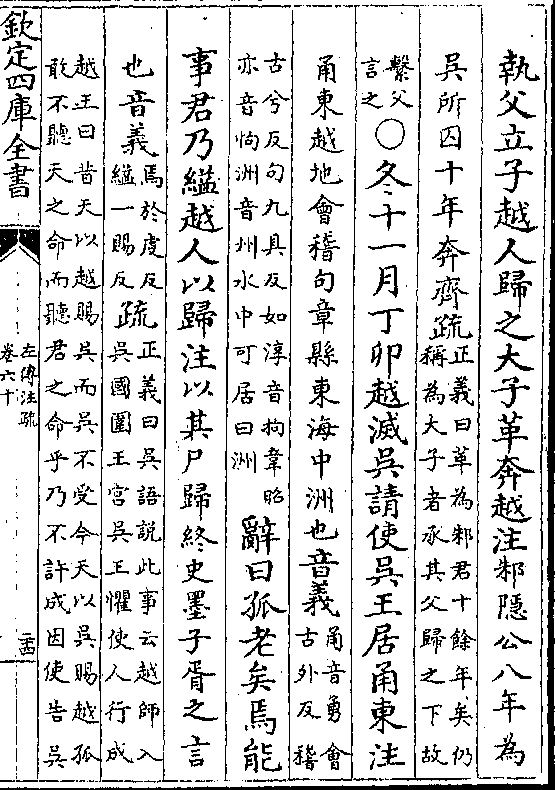 執父立子越人歸之大子革奔越注邾隱公八年為
吳所囚十年奔齊疏正義曰革為邾君十餘年矣仍
稱為大子者承其父歸之下故
繫父
言之○冬十一月丁卯越滅吳請使吳王居甬東注
甬東越地會稽句章縣東海中洲也音義甬音勇會
古外反稽
古兮反句九具反如淳音拘韋昭
亦音恂洲音州水中可居曰洲辭曰孤老矣焉能
事君乃縊越人以歸注以其尸歸終史墨子胥之言
也音義焉於䖍反
縊一賜反疏正義曰吳語說此事云越師入
吳國圍王宫吳王懼使人行成
越王曰昔天以越賜吳而吳不受今天以吳賜越孤
敢不聽天之命而聽君之命乎乃不許成因使告吳
欽定四庫全書
左傳注疏
卷六十